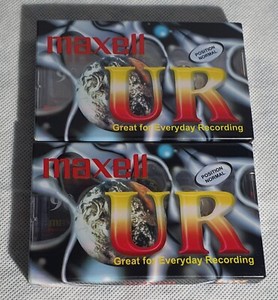 maxell
POSITION
NORMAL
UR
Great for Everyday Recording
maxell
POSITION
NORMAL
UR
Great for Everyday Recording